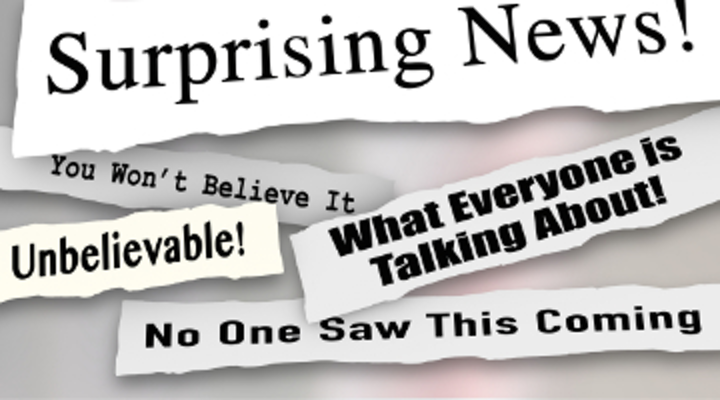 Surprising News!
You Won't Believe It
What Everyone is
Talking About!
Unbelievable!
No One Saw This Coming